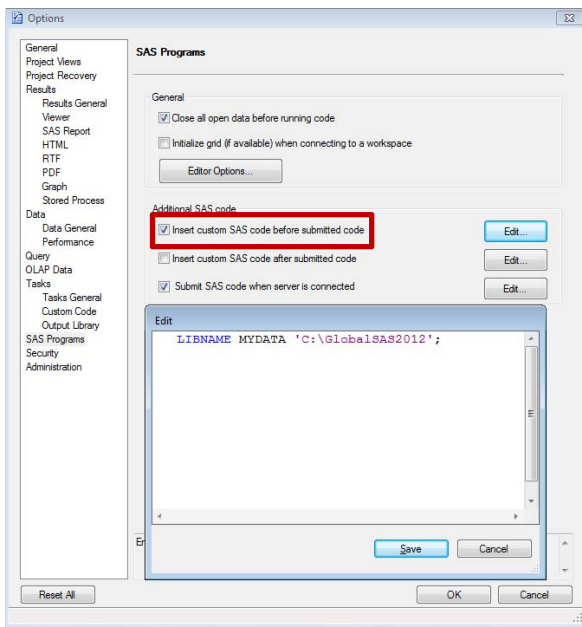 Options
General
Project Views
Project Recovery
Results
Results General
Viewer
SAS Report
HTML
RTF
PDF
Graph
Stored Process
Data
Data General
Performance
Query
OLAP Data
Tasks
Tasks General
Custom Code
Output Library
SAS Programs
Security
Administration
SAS Programs
General
Close all open data before running code
Initialize grid (if available) when connecting to a workspace
Editor Options...
Additional SAS code
Insert custom SAS code before submitted code
Edit...
Insert custom SAS code after submitted code
Edit...
Submit SAS code when server is connected
Edit...
Edit
LIBNAME MYDATA 'C:\GlobalSAS2012';
Save
Cancel
Reset All
OK
Cancel